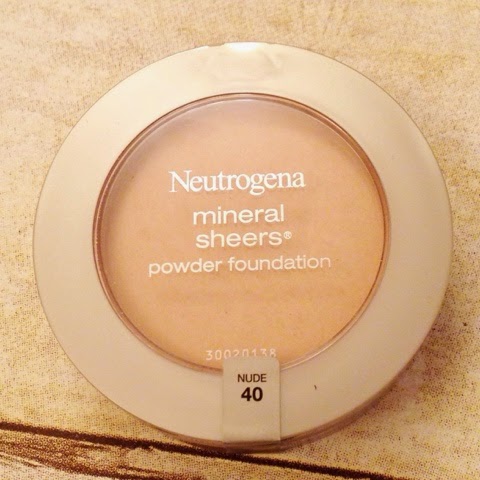 Neutrogena
mineral
sheers®
powder foundation
30020138
NUDE
40